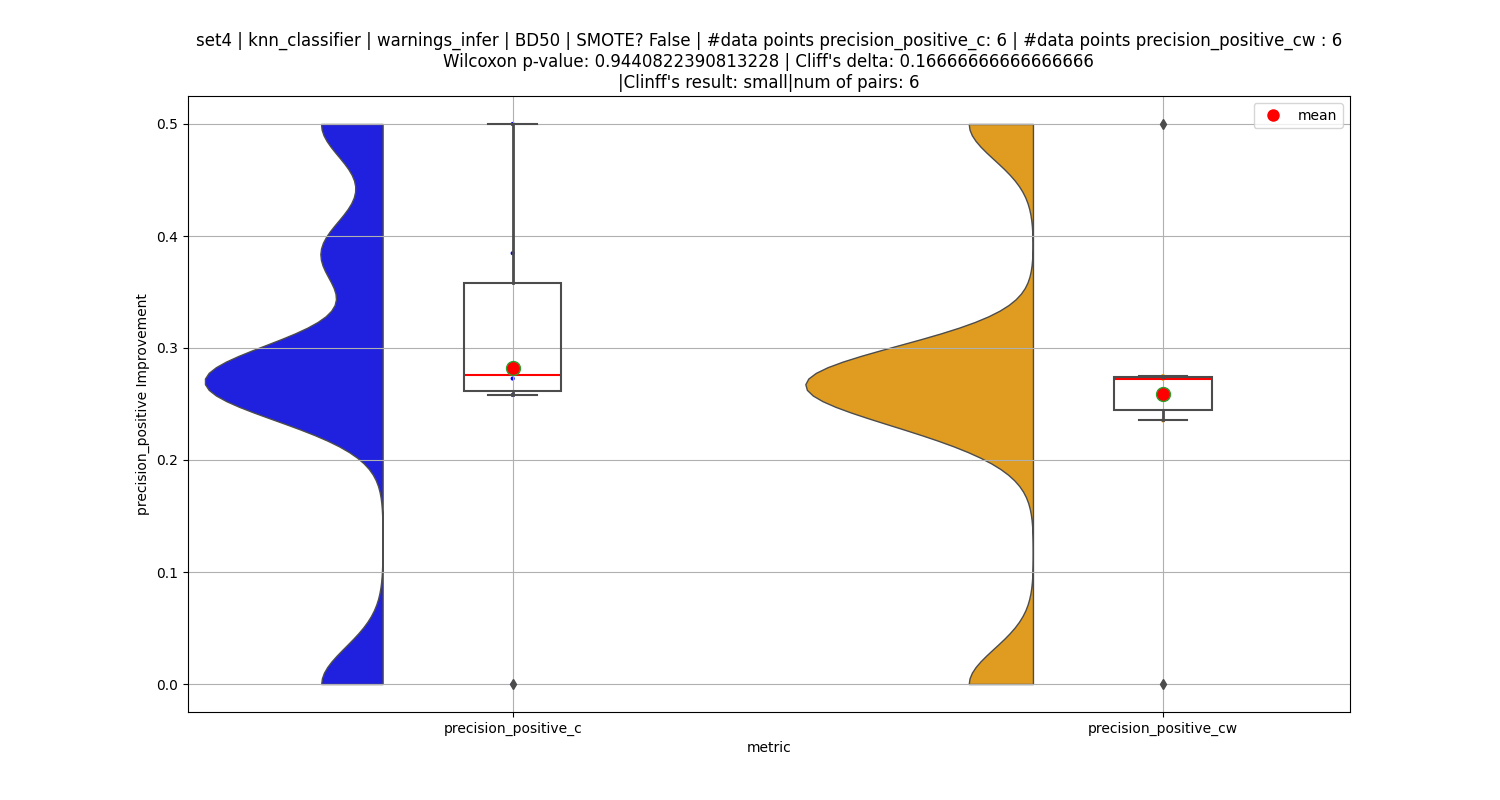 set4 | knn_classifier | warnings_infer | BD50 | SMOTE? False | #data points precision_positive_c: 6 | #data points precision_positive_cw : 6
Wilcoxon p-value: 0.9440822390813228 | Cliff's delta: 0.16666666666666666
|Clinff's result: small|num of pairs: 6
mean
0.5
0.4
0.3
0.2
0.1
0.0
precision_positive Improvement
precision_positive_c
precision_positive_cw
metric